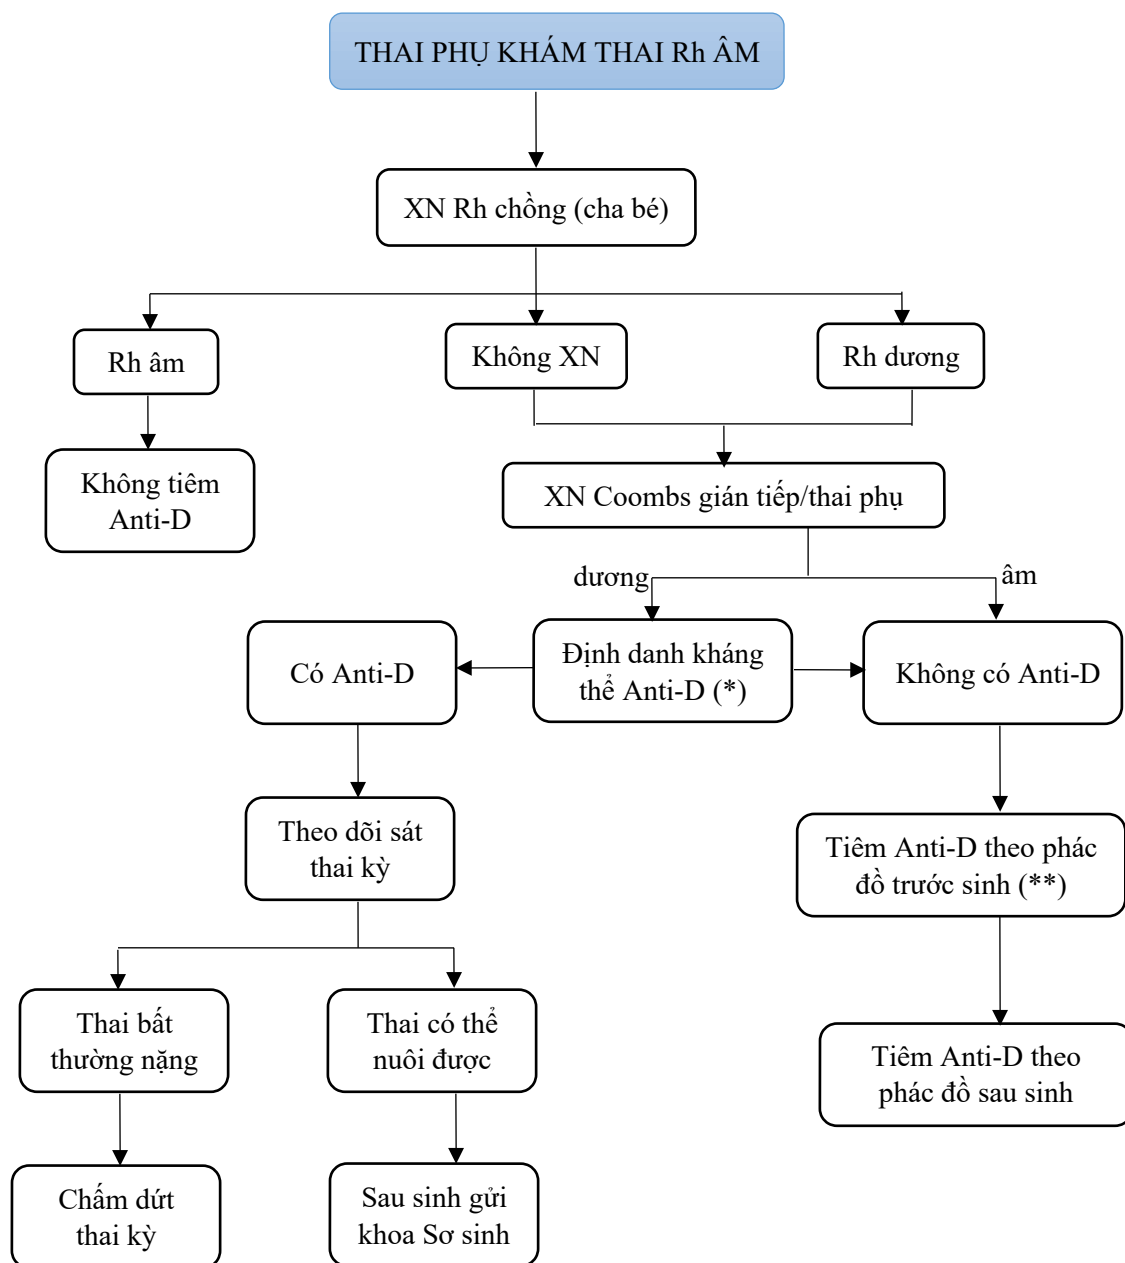 THAI PHỤ KHÁM THAI Rh ÂM
XN Rh chồng (cha bé)
Rh âm
Không XN
Rh dương
Không tiêm
Anti-D
XN Coombs gián tiếp/thai phụ
dương
âm
Có Anti-D
Định danh kháng
thể Anti-D (*)
Không có Anti-D
Theo dõi sát
thai kỳ
Tiêm Anti-D theo phác
đồ trước sinh (**)
Thai bất
thường nặng
Thai có thể
nuôi được
Tiêm Anti-D theo
phác đồ sau sinh
Chấm dứt
thai kỳ
Sau sinh gửi
khoa Sơ sinh